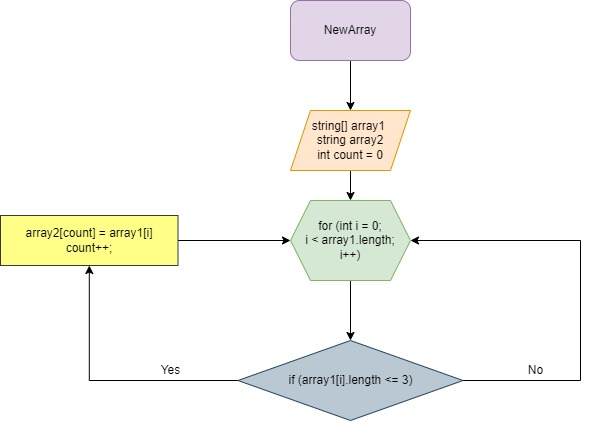 NewArray
string[] array1
string array2
int count = 0
for (int i = 0;
i < array1.length;
i++)
array2[count] = array1[i]
count++;
Yes
if (array1[i].length <= 3)
No